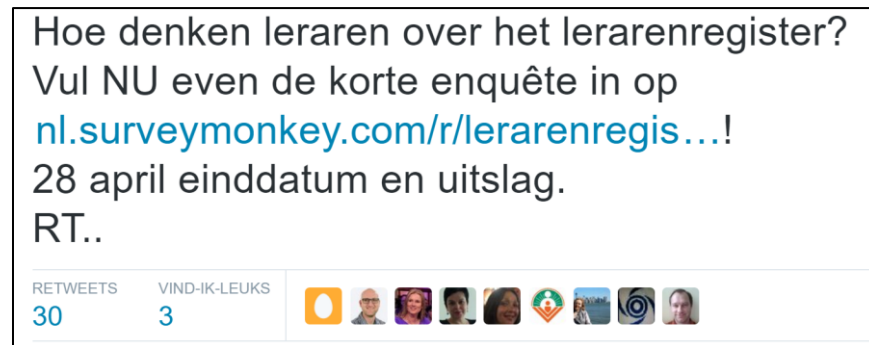 Hoe denken leraren over het lerarenregister?
Vul NU even de korte enquête in op
nl.surveymonkey.com/r/lerarenregis…!
28 april einddatum en uitslag.
RT..
RETWEETS VIND-IK-LEUKS
30 3